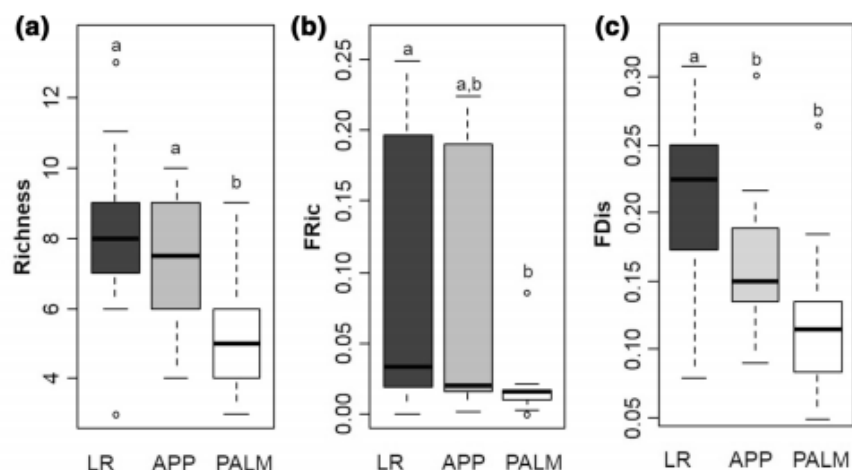 (a)
Richness
4 6 8 10 12
a
a
b
LR APP PALM
(b)
FRic
0.00 0.05 0.10 0.15 0.20 0.25
a
a,b
b
LR APP PALM
(c)
FDis
0.05 0.10 0.15 0.20 0.25 0.30
a
b
b
LR APP PALM